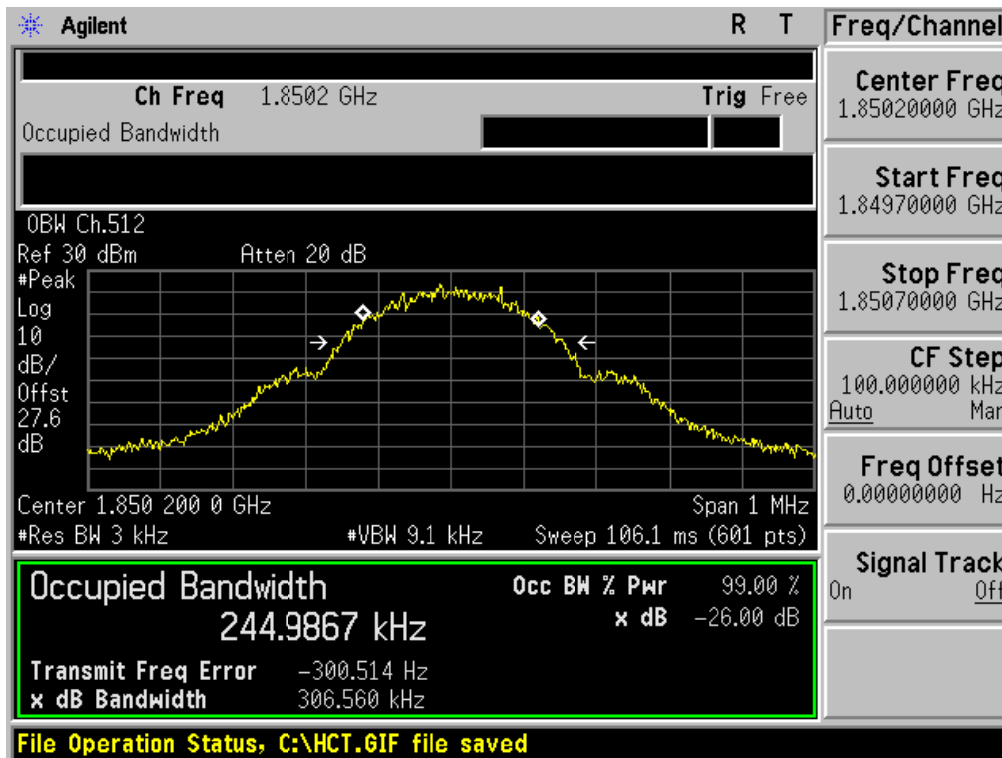 Agilent R T
Ch Freq 1.8502 GHz Trig Free
Occupied Bandwidth
OBW Ch.512
Ref 30 dBm Atten 20 dB
#Peak
Log
10
dB/
Offst
27.6
dB
Center 1.850 200 0 GHz Span 1 MHz
#Res BW 3 kHz #VBW 9.1 kHz Sweep 106.1 ms (601 pts)
Occupied Bandwidth
244.9867 kHz
Occ BW % Pwr 99.00 %
x dB -26.00 dB
Transmit Freq Error -300.514 Hz
x dB Bandwidth 306.560 kHz
File Operation Status, C:\HCT.GIF file saved
Freq/Channel
Center Freq
1.85020000 GHz
Start Freq
1.84970000 GHz
Stop Freq
1.85070000 GHz
CF Step
100.000000 kHz
Auto Man
Freq Offset
0.00000000 Hz
Signal Track
On Off